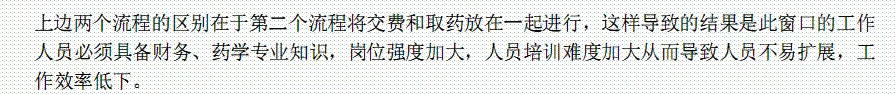 上边两个流程的区别在于第二个流程将交费和取药放在一起进行，这样导致的结果是此窗口的工作
人员必须具备财务、药学专业知识，岗位强度加大，人员培训难度加大从而导致人员不易扩展，工
作效率低下。